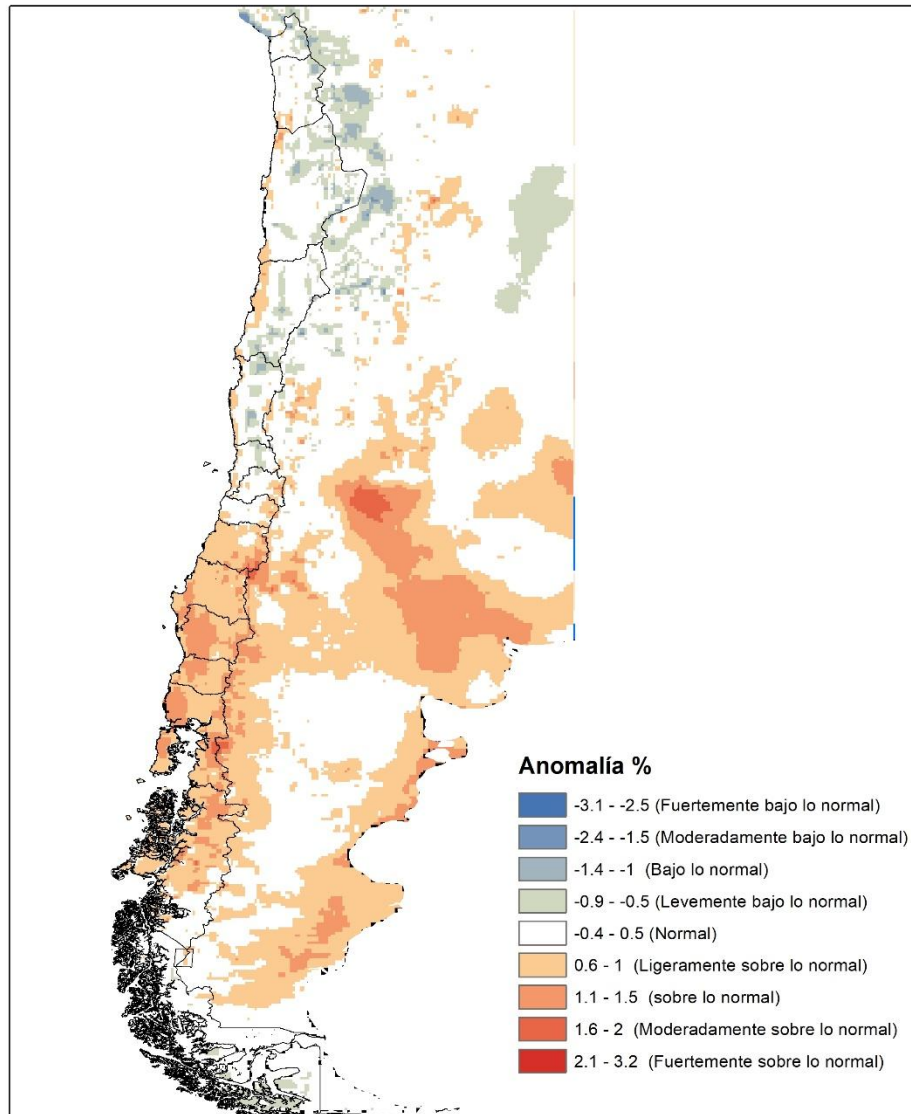 Anomalía %
-3.1 - -2.5 (Fuertemente bajo lo normal)
-2.4 - -1.5 (Moderadamente bajo lo normal)
-1.4 - -1 (Bajo lo normal)
-0.9 - -0.5 (Levemente bajo lo normal)
-0.4 - 0.5 (Normal)
0.6 - 1 (Ligeramente sobre lo normal)
1.1 - 1.5 (sobre lo normal)
1.6 - 2 (Moderadamente sobre lo normal)
2.1 - 3.2 (Fuertemente sobre lo normal)